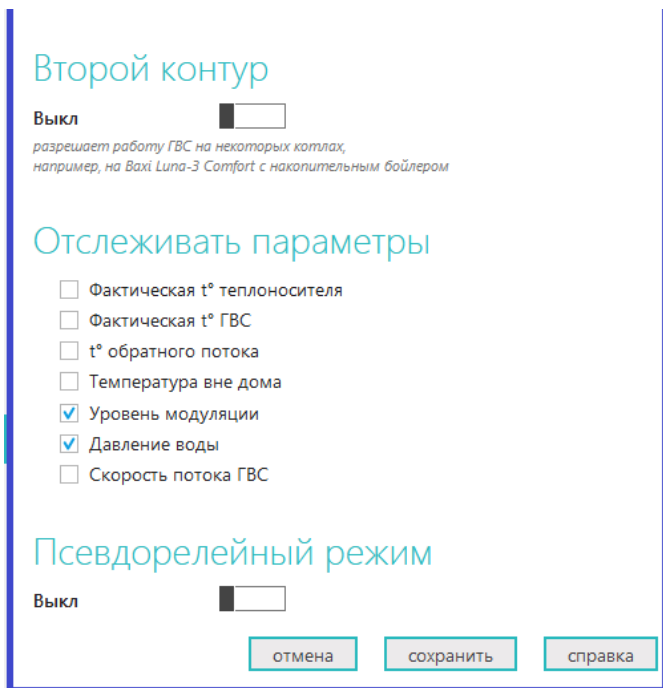 Второй контур
Выкл
разрешает работу ГВС на некоторых котлах,
например, на Baxi Luna-3 Comfort с накопительным бойлером
Отслеживать параметры
Фактическая t° теплоносителя
Фактическая t° ГВС
t° обратного потока
Температура вне дома
Уровень модуляции
Давление воды
Скорость потока ГВС
Псевдорелейный режим
Выкл
отмена сохранить справка